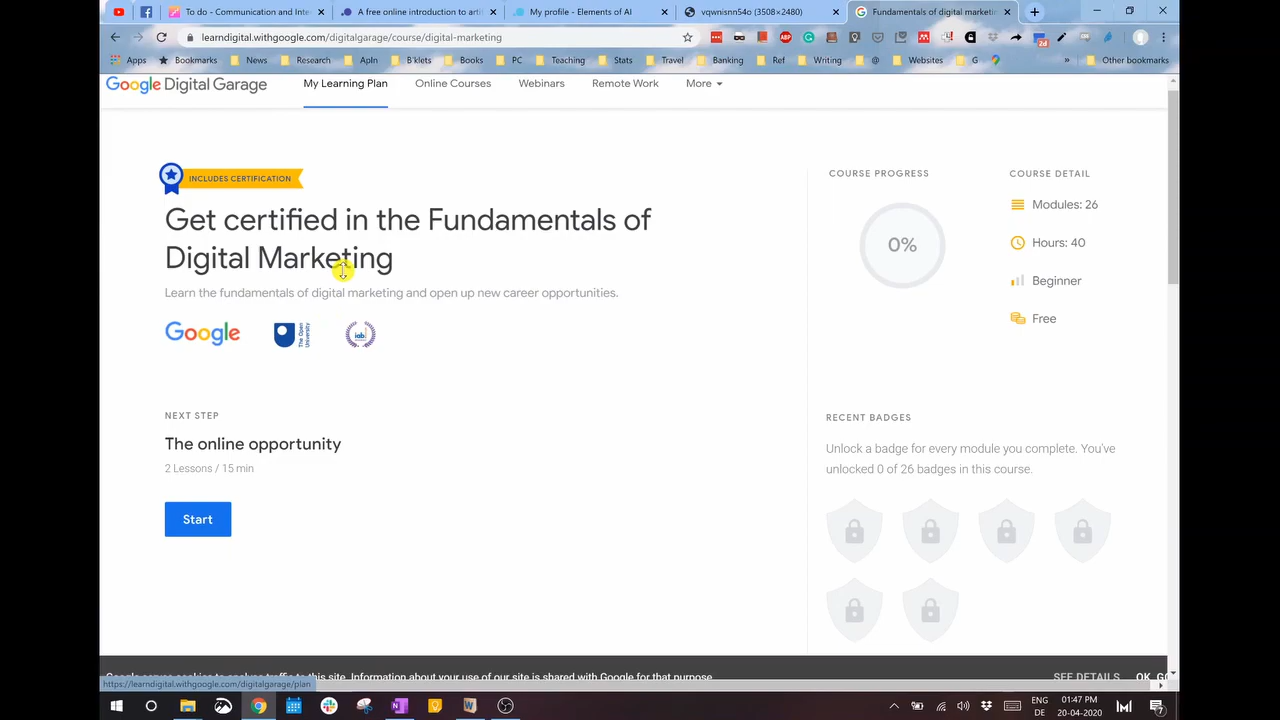 To do - Communication and Inte
A free online introduction to arti
My profile - Elements of AI
vqwnisnn54o (3508×2480)
Fundamentals of digital marketin
learndigital.withgoogle.com/digitalgarage/course/digital-marketing
Apps
Bookmarks
News
Research
ApIn
B'klets
Books
PC
Teaching
Stats
Travel
Banking
Ref
Writing
@
Websites
G
»
Other bookmarks
Google Digital Garage
My Learning Plan
Online Courses
Webinars
Remote Work
More
INCLUDES CERTIFICATION
Get certified in the Fundamentals of
Digital Marketing
Learn the fundamentals of digital marketing and open up new career opportunities.
Google
The Open University
iab
COURSE PROGRESS
0%
COURSE DETAIL
Modules: 26
Hours: 40
Beginner
Free
NEXT STEP
The online opportunity
2 Lessons / 15 min
Start
RECENT BADGES
Unlock a badge for every module you complete. You've
unlocked 0 of 26 badges in this course.
SEE DETAILS
https://learndigital.withgoogle.com/digitalgarage/plan
ENG
DE
01:47 PM
20-04-2020